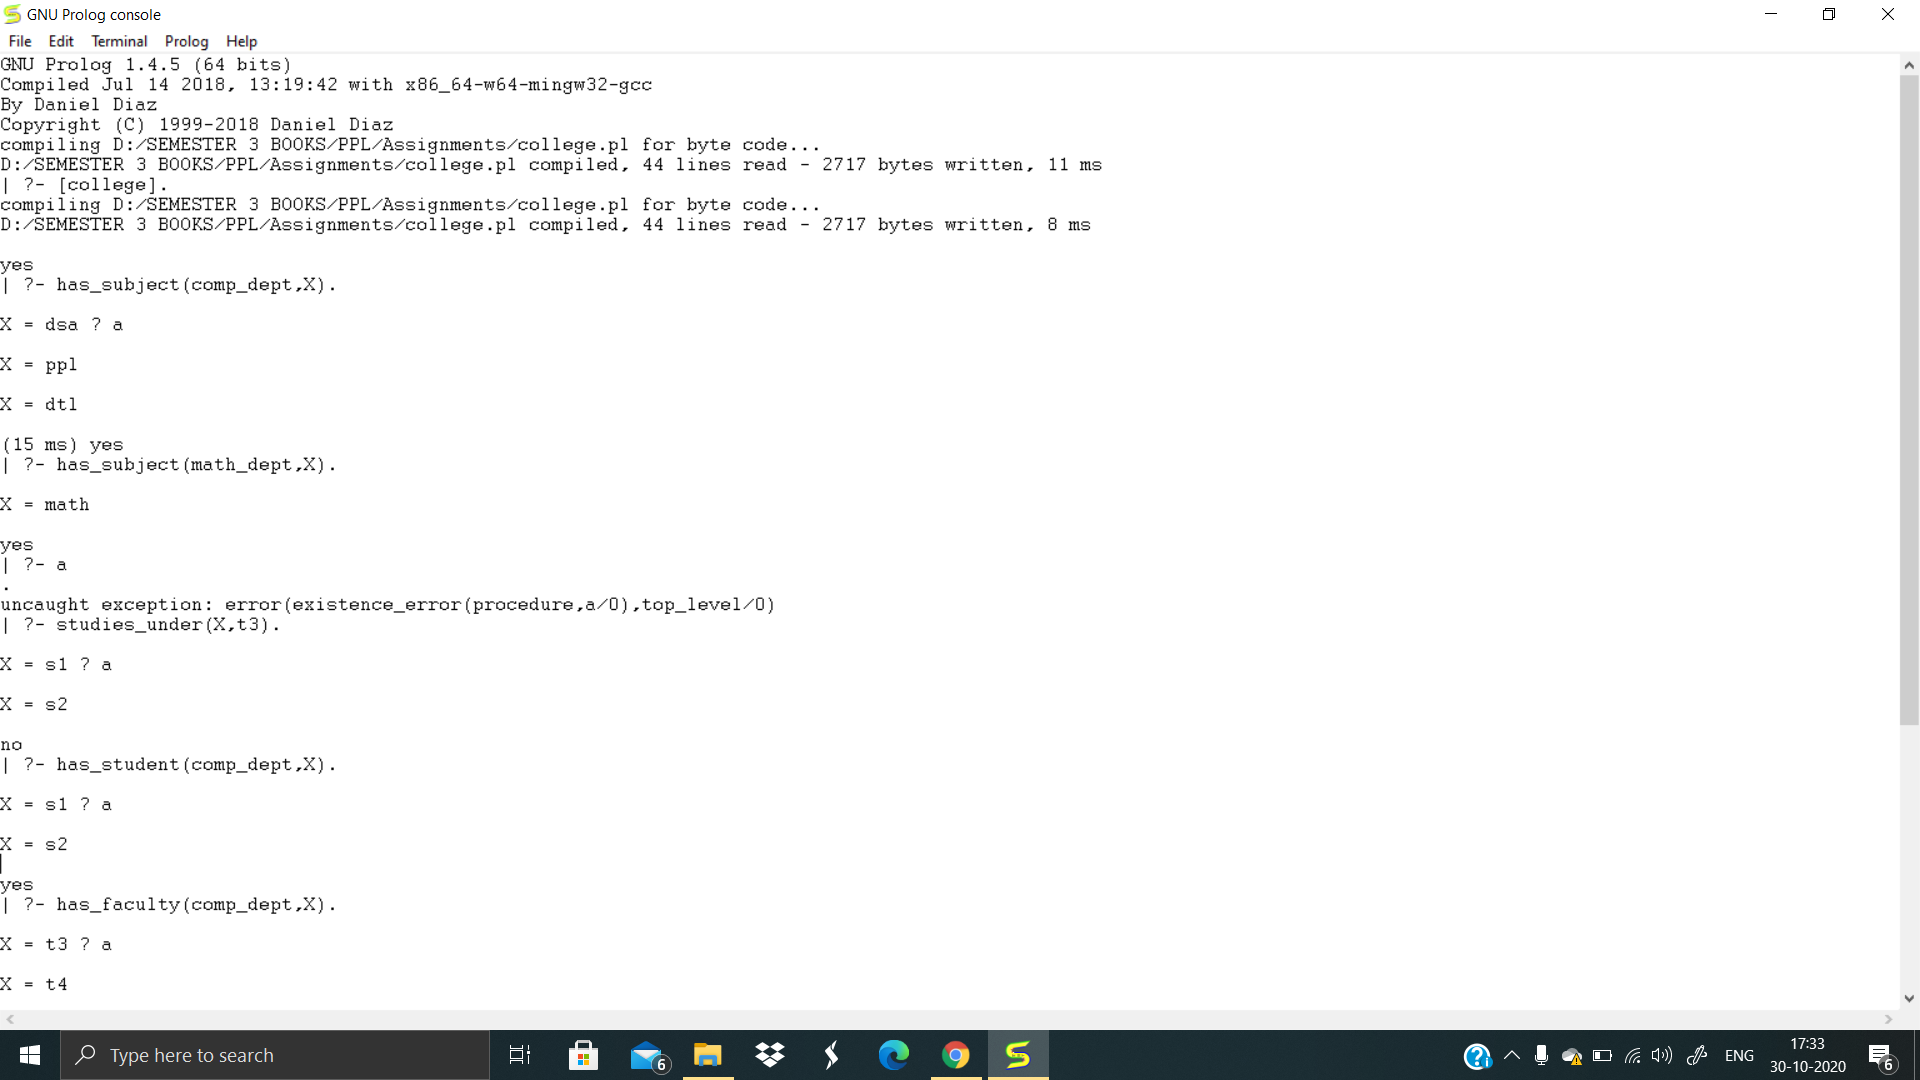 GNU Prolog console
File Edit Terminal Prolog Help
GNU Prolog 1.4.5 (64 bits)
Compiled Jul 14 2018, 13:19:42 with x86_64-w64-mingw32-gcc
By Daniel Diaz
Copyright (C) 1999-2018 Daniel Diaz
compiling D:/SEMESTER 3 BOOKS/PPL/Assignments/college.pl for byte code...
D:/SEMESTER 3 BOOKS/PPL/Assignments/college.pl compiled, 44 lines read - 2717 bytes written, 11 ms
| ?- [college].
compiling D:/SEMESTER 3 BOOKS/PPL/Assignments/college.pl for byte code...
D:/SEMESTER 3 BOOKS/PPL/Assignments/college.pl compiled, 44 lines read - 2717 bytes written, 8 ms
yes
| ?- has_subject(comp_dept,X).
X = dsa ? a
X = ppl
X = dtl
(15 ms) yes
| ?- has_subject(math_dept,X).
X = math
yes
| ?- a
.
uncaught exception: error(existence_error(procedure,a/0),top_level/0)
| ?- studies_under(X,t3).
X = s1 ? a
X = s2
no
| ?- has_student(comp_dept,X).
X = s1 ? a
X = s2
yes
| ?- has_faculty(comp_dept,X).
X = t3 ? a
X = t4
Type here to search
6
ENG
17:33
30-10-2020
6